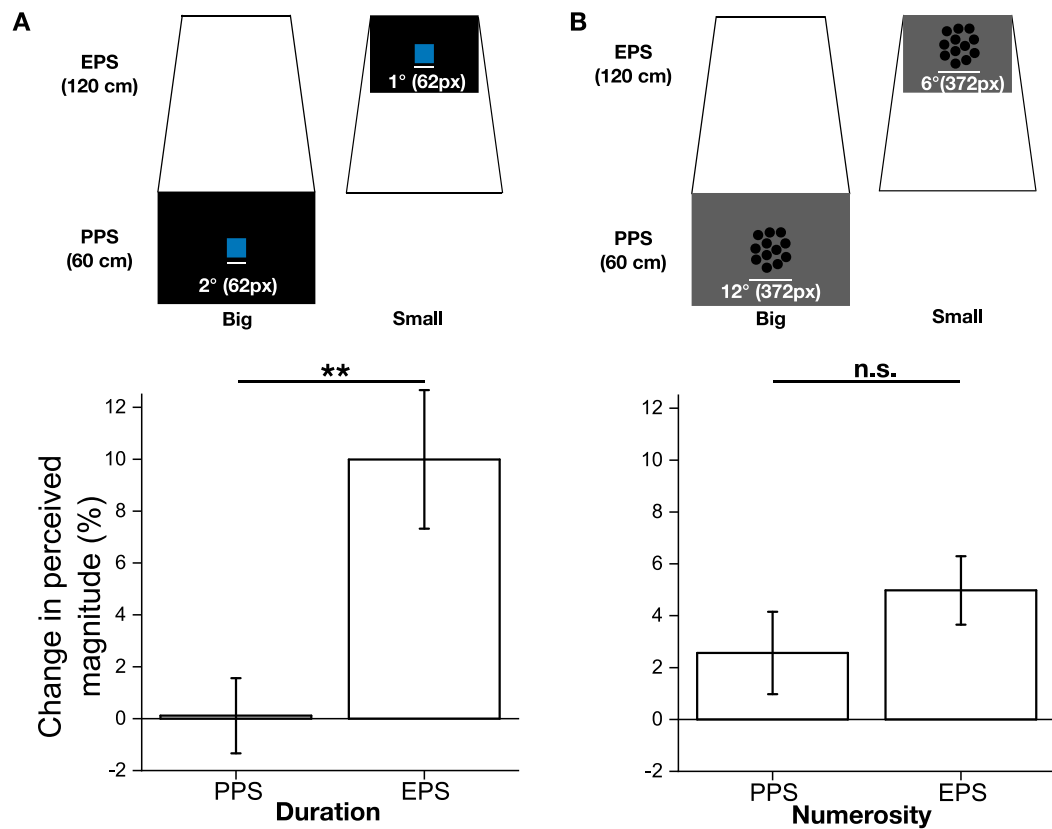 A
EPS
(120 cm)
1° (62px)
PPS
(60 cm)
2° (62px)
Big
Small
**
Change in perceived
magnitude (%)
12
10
8
6
4
2
0
-2
PPS
EPS
Duration
B
EPS
(120 cm)
6°(372px)
PPS
(60 cm)
12° (372px)
Big
Small
n.s.
12
10
8
6
4
2
0
-2
PPS
EPS
Numerosity